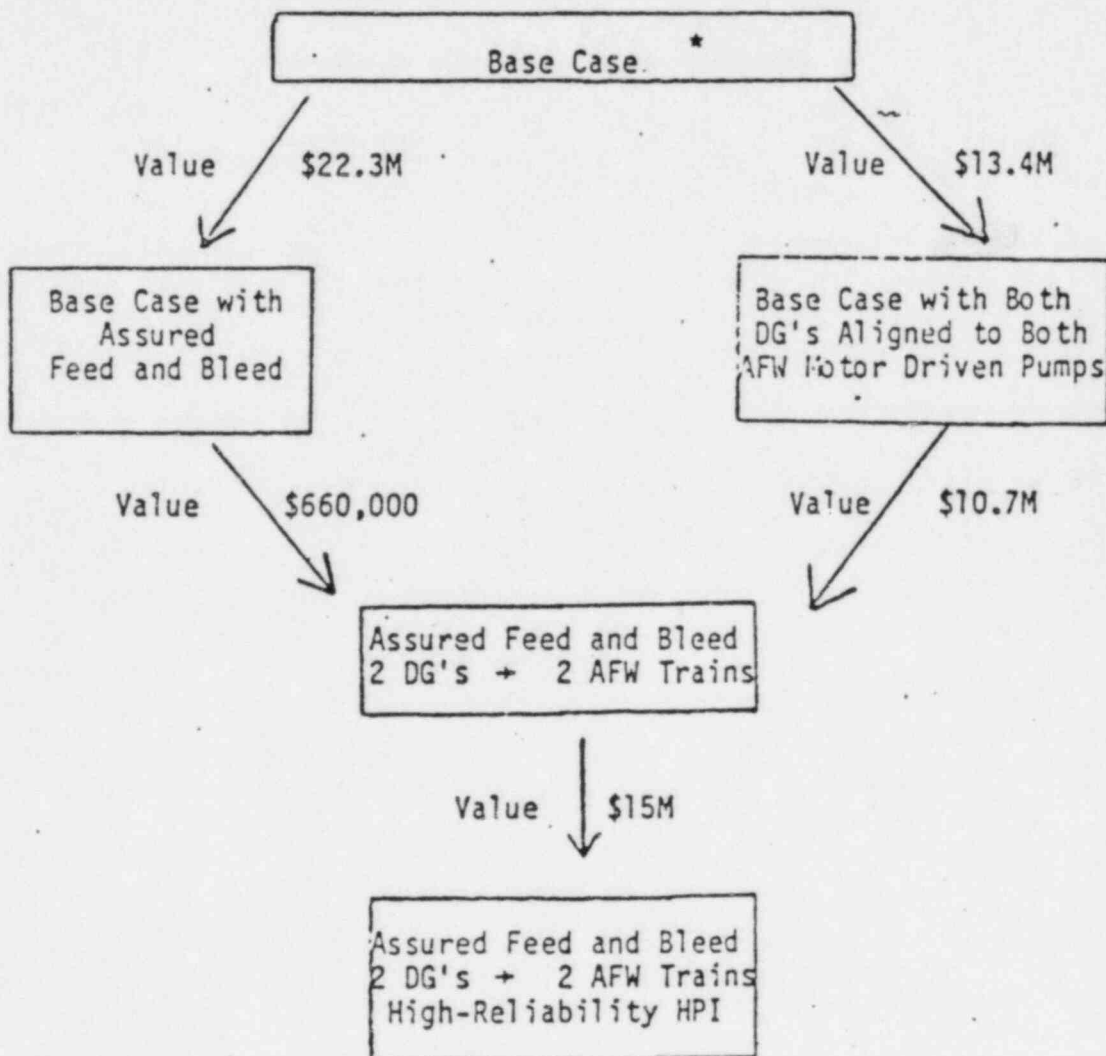 Base Case *
Value $22.3M
Value $13.4M
Base Case with
Assured
Feed and Bleed
Base Case with Both
DG's Aligned to Both
AFW Motor Driven Pumps
Value $660,000
Value $10.7M
Assured Feed and Bleed
2 DG's → 2 AFW Trains
Value $15M
Assured Feed and Bleed
2 DG's → 2 AFW Trains
High-Reliability HPI